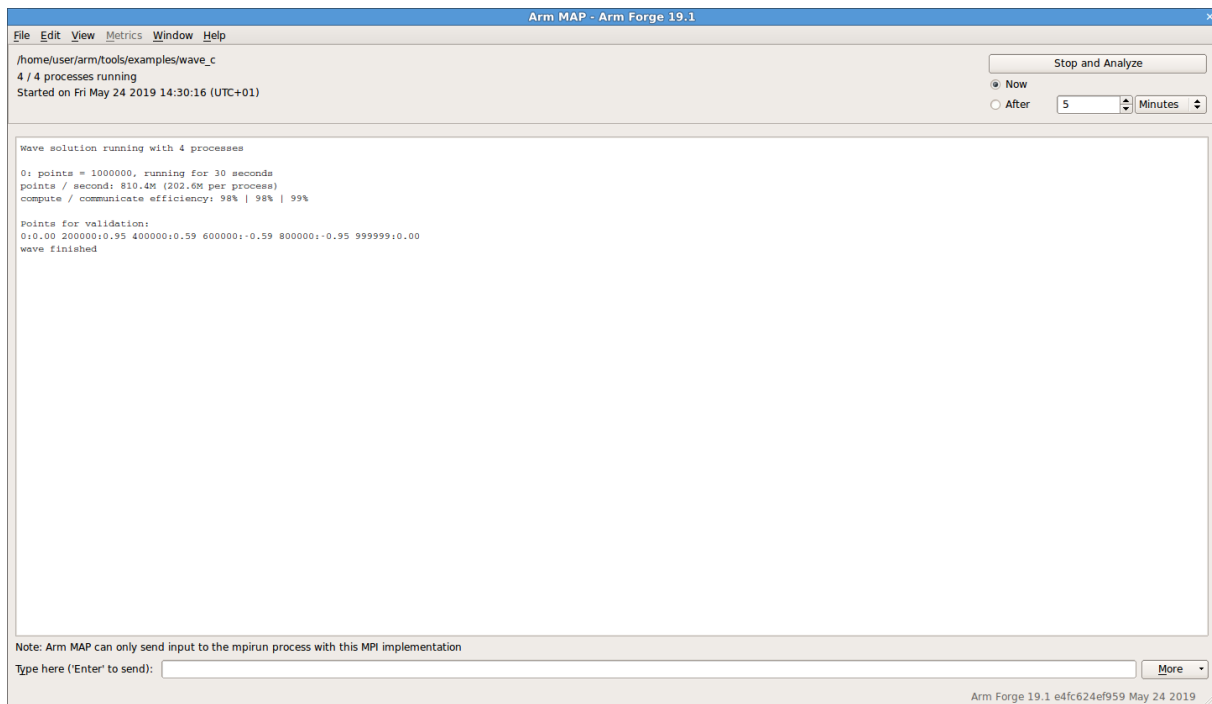 Arm MAP - Arm Forge 19.1
File Edit View Metrics Window Help
/home/user/arm/tools/examples/wave_c
4 / 4 processes running
Started on Fri May 24 2019 14:30:16 (UTC+01)
Stop and Analyze
Now
After 5 Minutes
Wave solution running with 4 processes
0: points = 1000000, running for 30 seconds
points / second: 810.4M (202.6M per process)
compute / communicate efficiency: 98% | 98% | 99%
Points for validation:
0:0.00 200000:0.95 400000:0.59 600000:-0.59 800000:-0.95 999999:0.00
wave finished
Note: Arm MAP can only send input to the mpirun process with this MPI implementation
Type here ('Enter' to send):
More
Arm Forge 19.1 e4fc624ef959 May 24 2019